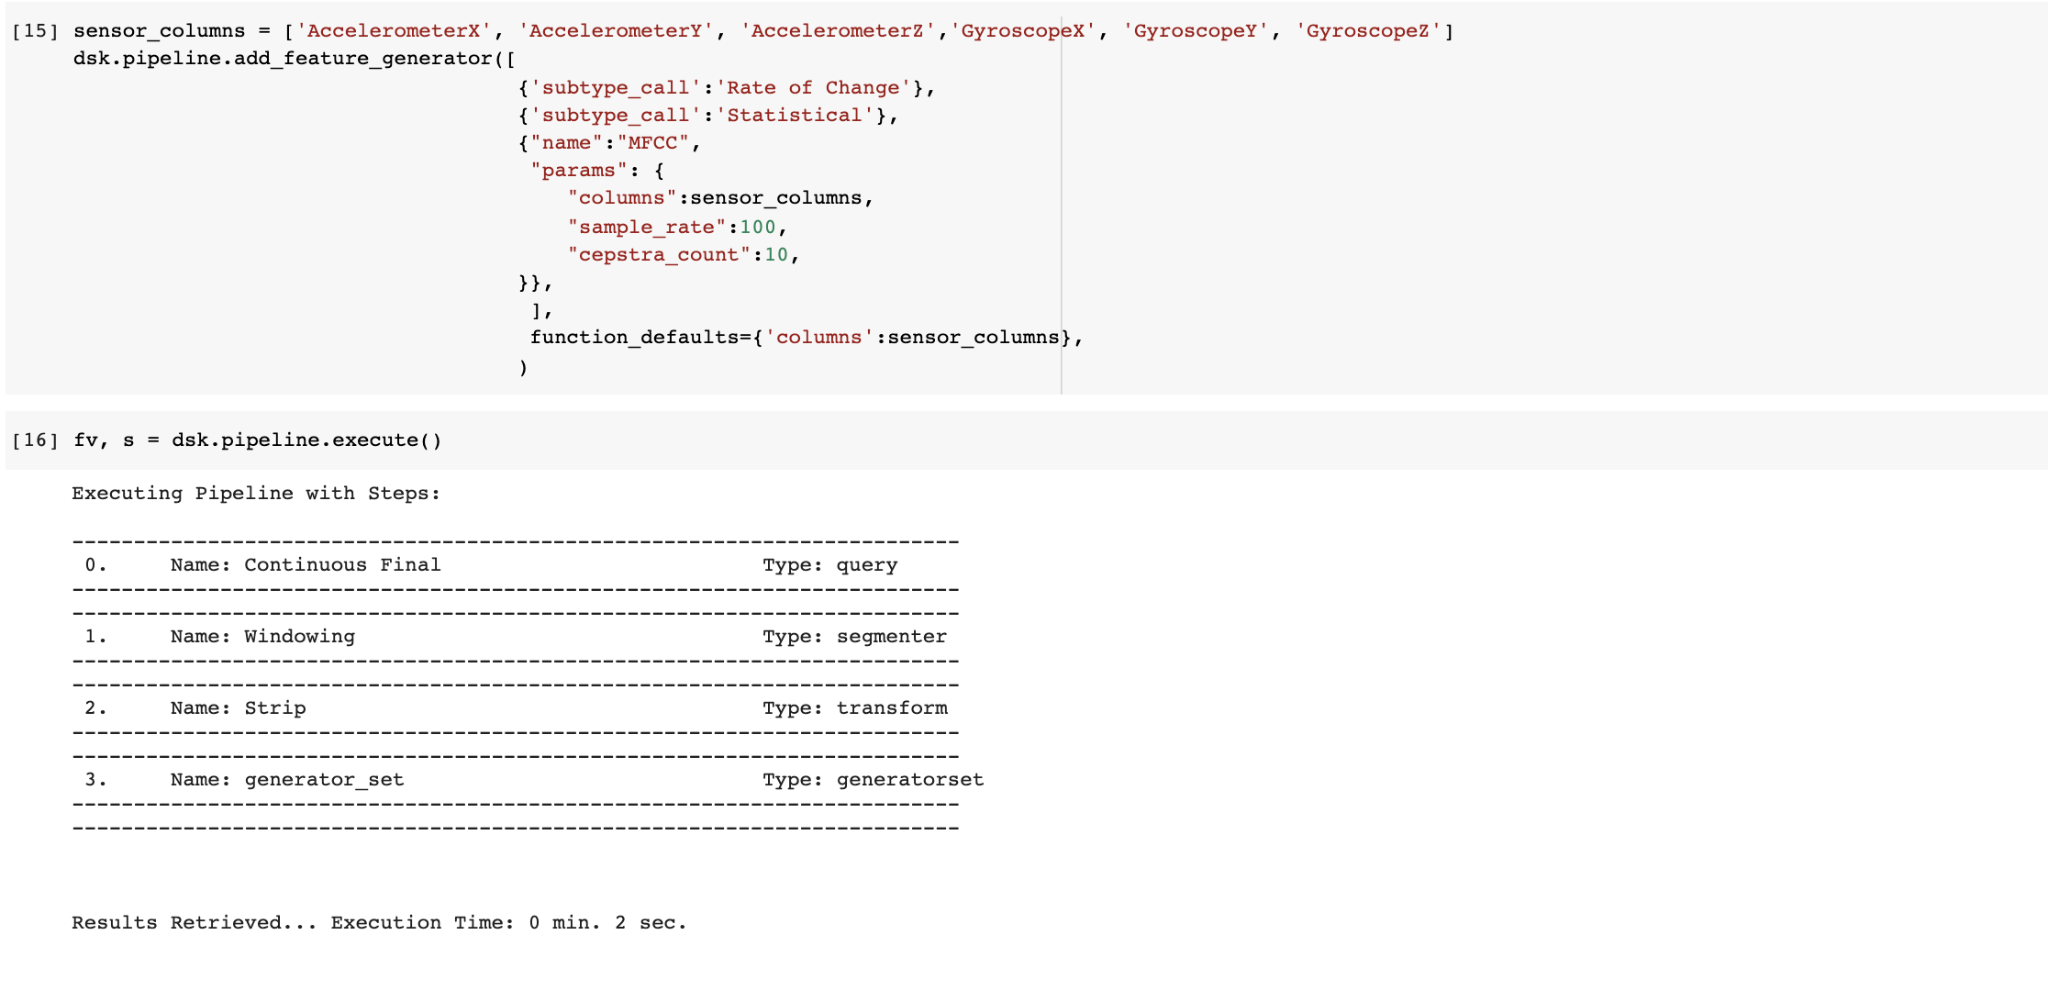 [15] sensor_columns = ['AccelerometerX', 'AccelerometerY', 'AccelerometerZ','GyroscopeX', 'GyroscopeY', 'GyroscopeZ']
dsk.pipeline.add_feature_generator([
{'subtype_call':'Rate of Change'},
{'subtype_call':'Statistical'},
{"name":"MFCC",
"params": {
"columns":sensor_columns,
"sample_rate":100,
"cepstra_count":10,
}},
],
function_defaults={'columns':sensor_columns},
)
[16] fv, s = dsk.pipeline.execute()
Executing Pipeline with Steps:
------------------------------------------------------------------------
0. Name: Continuous Final Type: query
------------------------------------------------------------------------
------------------------------------------------------------------------
1. Name: Windowing Type: segmenter
------------------------------------------------------------------------
------------------------------------------------------------------------
2. Name: Strip Type: transform
------------------------------------------------------------------------
------------------------------------------------------------------------
3. Name: generator_set Type: generatorset
------------------------------------------------------------------------
------------------------------------------------------------------------
Results Retrieved... Execution Time: 0 min. 2 sec.